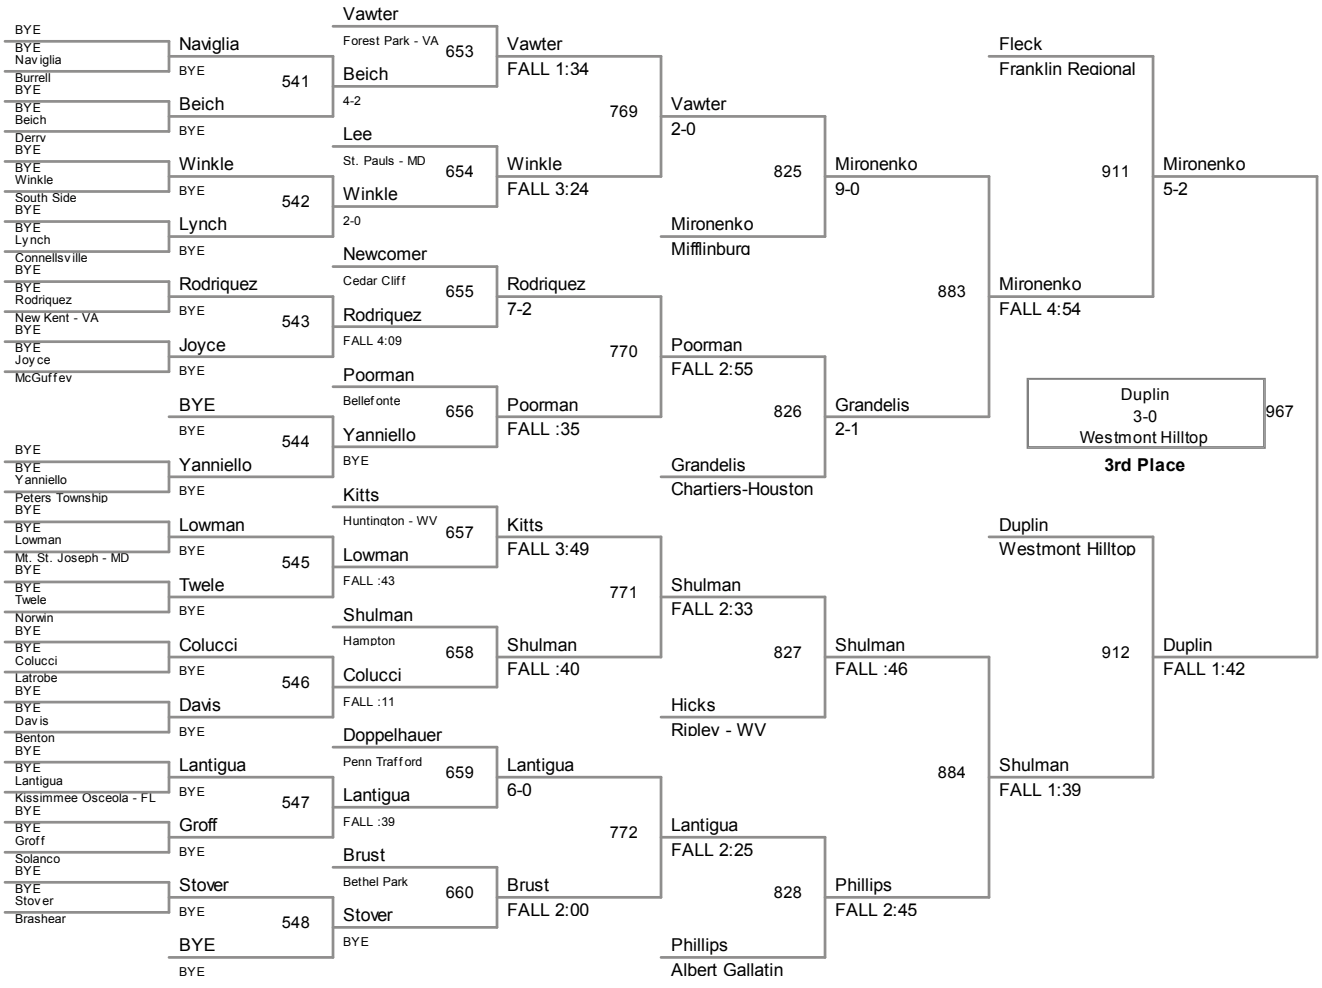 BYE
BYE
Naviglia
Burrell
BYE
BYE
Beich
Derry
BYE
BYE
Winkle
South Side
BYE
BYE
Lynch
Connellsville
BYE
BYE
Rodriquez
New Kent - VA
BYE
BYE
Joyce
McGuffey
BYE
BYE
Yanniello
Peters Township
BYE
BYE
Lowman
Mt. St. Joseph - MD
BYE
BYE
Twele
Norwin
BYE
BYE
Colucci
Latrobe
BYE
BYE
Davis
Benton
BYE
BYE
Lantigua
Kissimmee Osceola - FL
BYE
BYE
Groff
Solanco
BYE
BYE
Stover
Brashear
Naviglia
BYE
541
Beich
BYE
Winkle
BYE
542
Lynch
BYE
Rodriquez
BYE
543
Joyce
BYE
BYE
BYE
544
Yanniello
BYE
Lowman
BYE
545
Twele
BYE
Colucci
BYE
546
Davis
BYE
Lantigua
BYE
547
Groff
BYE
Stover
BYE
548
BYE
BYE
Vawter
Forest Park - VA
653
Beich
4-2
Lee
St. Pauls - MD
654
Winkle
2-0
Newcomer
Cedar Cliff
655
Rodriquez
FALL 4:09
Poorman
Bellefonte
656
Yanniello
BYE
Kitts
Huntington - WV
657
Lowman
FALL :43
Shulman
Hampton
658
Colucci
FALL :11
Doppelhauer
Penn Trafford
659
Lantigua
FALL :39
Brust
Bethel Park
660
Stover
BYE
Vawter
FALL 1:34
769
Winkle
FALL 3:24
Rodriquez
7-2
770
Poorman
FALL :35
Kitts
FALL 3:49
771
Shulman
FALL :40
Lantigua
6-0
772
Brust
FALL 2:00
Vawter
2-0
825
Mironenko
Mifflinburg
Poorman
FALL 2:55
826
Grandelis
Chartiers-Houston
Shulman
FALL 2:33
827
Hicks
Ripley - WV
Lantigua
FALL 2:25
828
Phillips
Albert Gallatin
Mironenko
9-0
883
Grandelis
2-1
Shulman
FALL :46
884
Phillips
FALL 2:45
Fleck
Franklin Regional
911
Mironenko
FALL 4:54
Duplin
3-0
Westmont Hilltop
967
3rd Place
Duplin
Westmont Hilltop
912
Shulman
FALL 1:39
Mironenko
5-2
Duplin
FALL 1:42